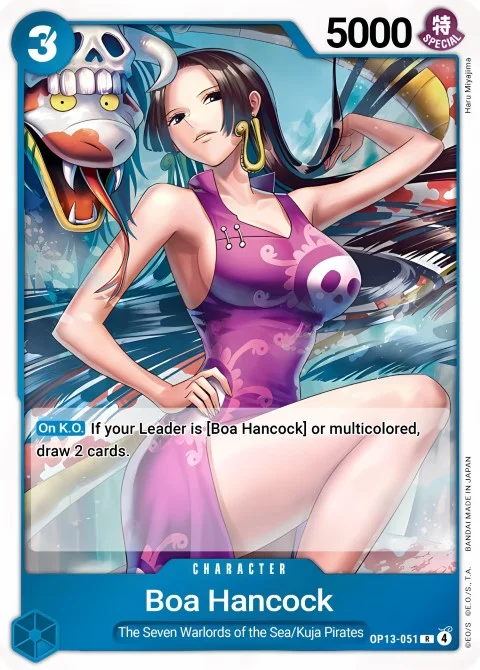 3
5000
特
SPECIAL
Haru Miyajima
On K.O. If your Leader is [Boa Hancock] or multicolored,
draw 2 cards.
CHARACTER
Boa Hancock
The Seven Warlords of the Sea/Kuja Pirates
OP13-051 R 4
©E.O/S ©E.O./S.,T.A. BANDAI MADE IN JAPAN